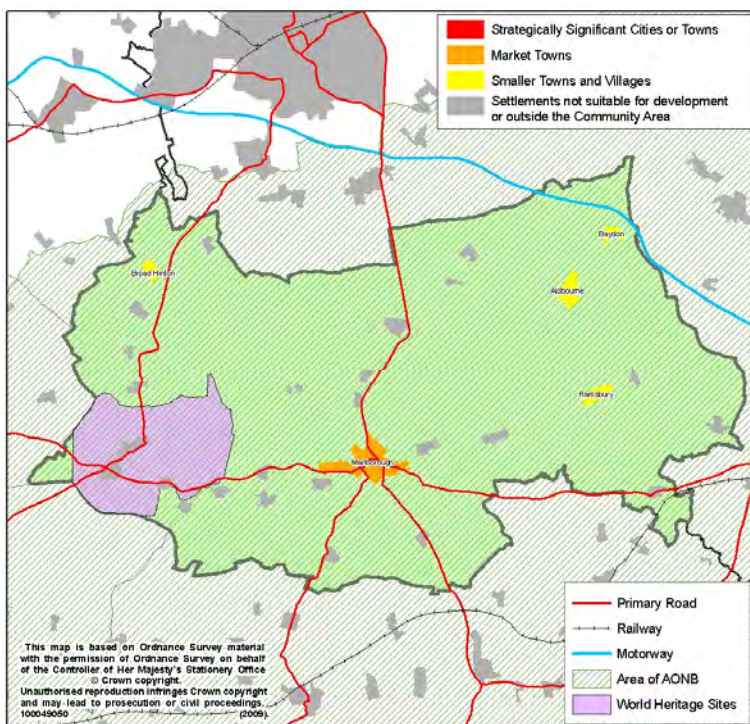 Strategically Significant Cities or Towns
Market Towns
Smaller Towns and Villages
Settlements not suitable for development
or outside the Community Area
Baydon
Broad Hinton
Aldbourne
Ramsbury
Marlborough
Primary Road
Railway
Motorway
Area of AONB
World Heritage Sites
This map is based on Ordnance Survey material
with the permission of Ordnance Survey on behalf
of the Controller of Her Majesty's Stationery Office
© Crown copyright.
Unauthorised reproduction infringes Crown copyright
and may lead to prosecution or civil proceedings.
100049050 (2009)